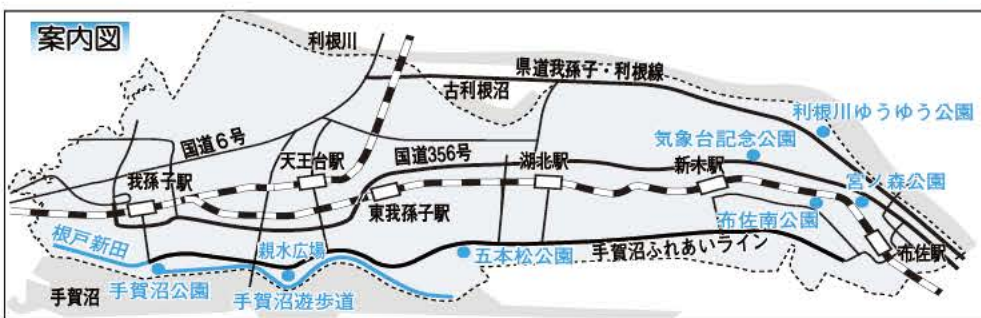 案内図
利根川
県道我孫子・利根線
古利根沼
利根川ゆうゆう公園
国道6号
気象台記念公園
天王台駅
国道356号
湖北駅
新木駅
我孫子駅
宮ノ森公園
東我孫子駅
布佐南公園
根戸新田
親水広場
五本松公園
手賀沼ふれあいライン
布佐駅
手賀沼
手賀沼公園
手賀沼遊歩道